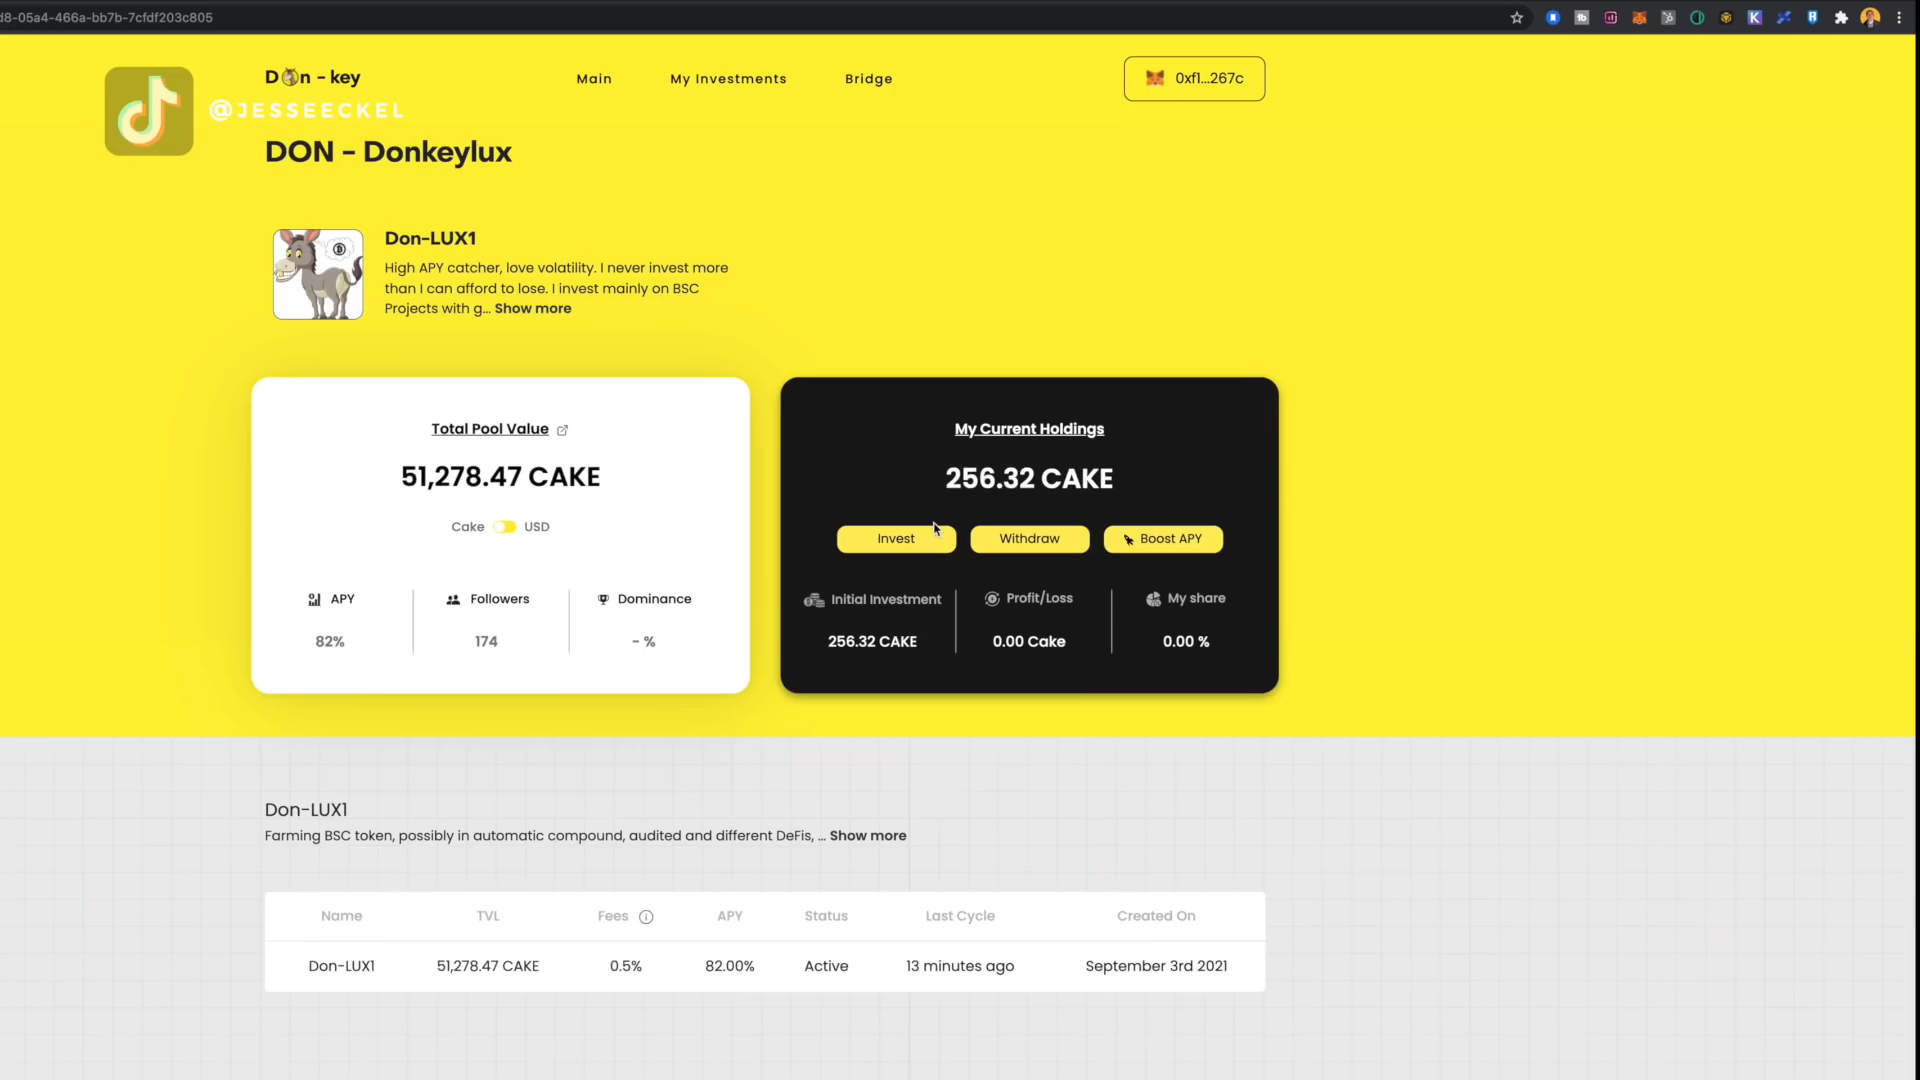 d8-05a4-466a-bb7b-7cfdf203c805
D n - key
Main
My Investments
Bridge
0xf1...267c
@JESSEECKEL
DON - Donkeylux
Don-LUX1
High APY catcher, love volatility. I never invest more
than I can afford to lose. I invest mainly on BSC
Projects with g... Show more
Total Pool Value
51,278.47 CAKE
Cake
USD
APY
Followers
Dominance
82%
174
- %
My Current Holdings
256.32 CAKE
Invest
Withdraw
Boost APY
Initial Investment
Profit/Loss
My share
256.32 CAKE
0.00 Cake
0.00 %
Don-LUX1
Farming BSC token, possibly in automatic compound, audited and different DeFis, ... Show more
Name TVL Fees APY Status Last Cycle Created On
Don-LUX1 51,278.47 CAKE 0.5% 82.00% Active 13 minutes ago September 3rd 2021